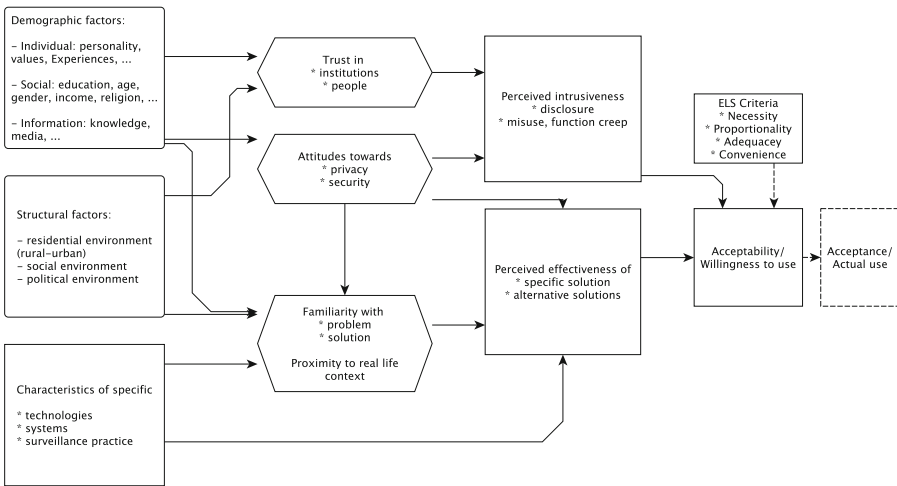 Demographic factors:
– Individual: personality,
values, Experiences, ...
– Social: education, age,
gender, income, religion, ...
– Information: knowledge,
media, ...
Structural factors:
– residential environment
(rural–urban)
– social environment
– political environment
Characteristics of specific
* technologies
* systems
* surveillance practice
Trust in
* institutions
* people
Attitudes towards
* privacy
* security
Familiarity with
* problem
* solution
Proximity to real life
context
Perceived intrusiveness
* disclosure
* misuse, function creep
Perceived effectiveness of
* specific solution
* alternative solutions
ELS Criteria
* Necessity
* Proportionality
* Adequacey
* Convenience
Acceptability/
Willingness to use
Acceptance/
Actual use